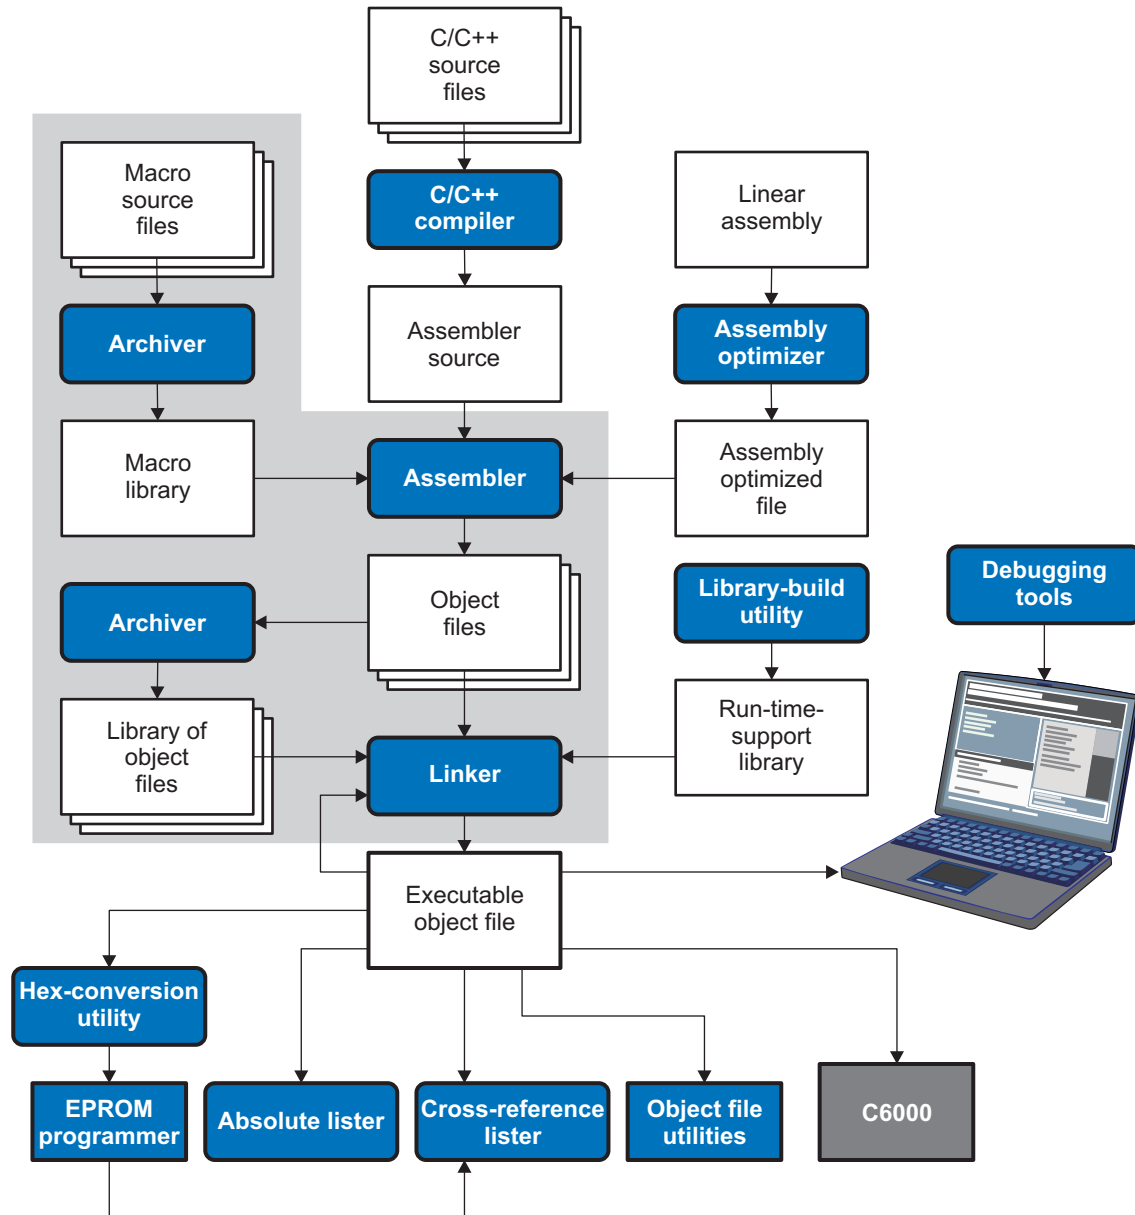 C/C++
source
files
Macro
source
files
C/C++
compiler
Linear
assembly
Archiver
Assembler
source
Assembly
optimizer
Macro
library
Assembler
Assembly
optimized
file
Archiver
Object
files
Library-build
utility
Debugging
tools
Library of
object
files
Linker
Run-time-
support
library
Executable
object file
Hex-conversion
utility
EPROM
programmer
Absolute lister
Cross-reference
lister
Object file
utilities
C6000